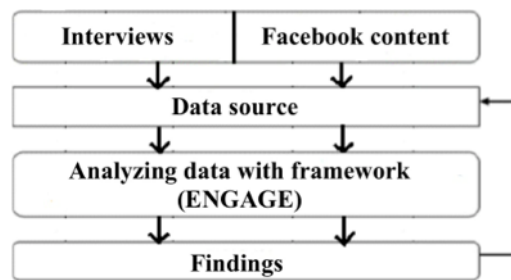 Interviews
Facebook content
Data source
Analyzing data with framework
(ENGAGE)
Findings